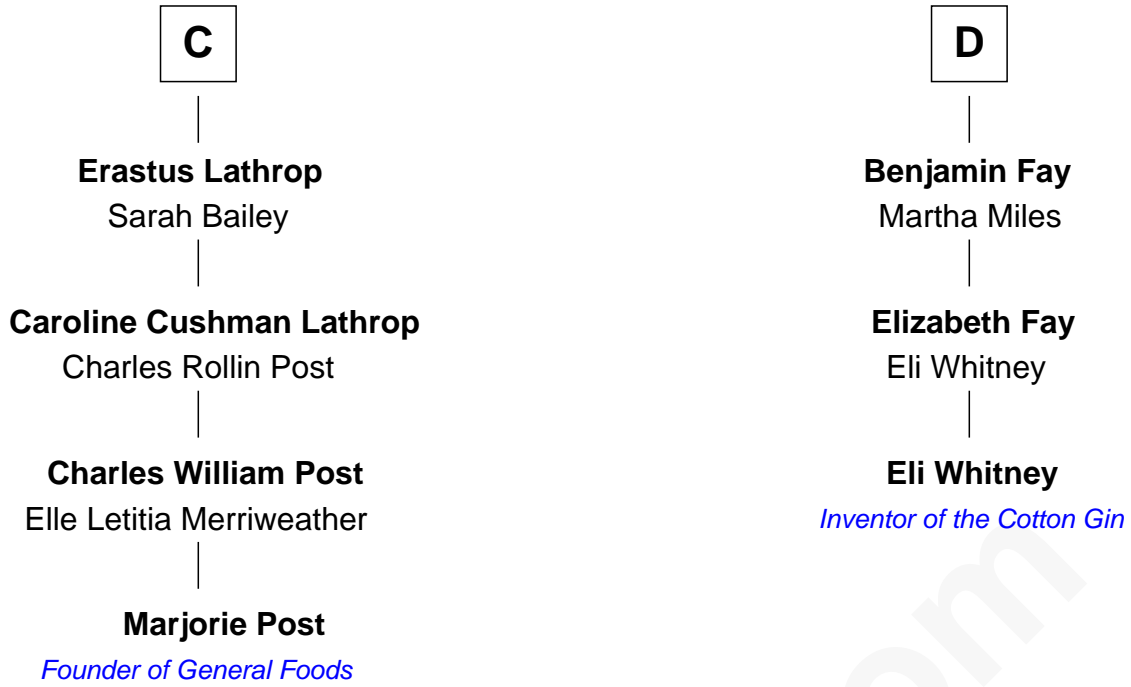 C
Erastus Lathrop
Sarah Bailey
Caroline Cushman Lathrop
Charles Rollin Post
Charles William Post
Elle Letitia Merriweather
Marjorie Post
Founder of General Foods
D
Benjamin Fay
Martha Miles
Elizabeth Fay
Eli Whitney
Eli Whitney
Inventor of the Cotton Gin
om